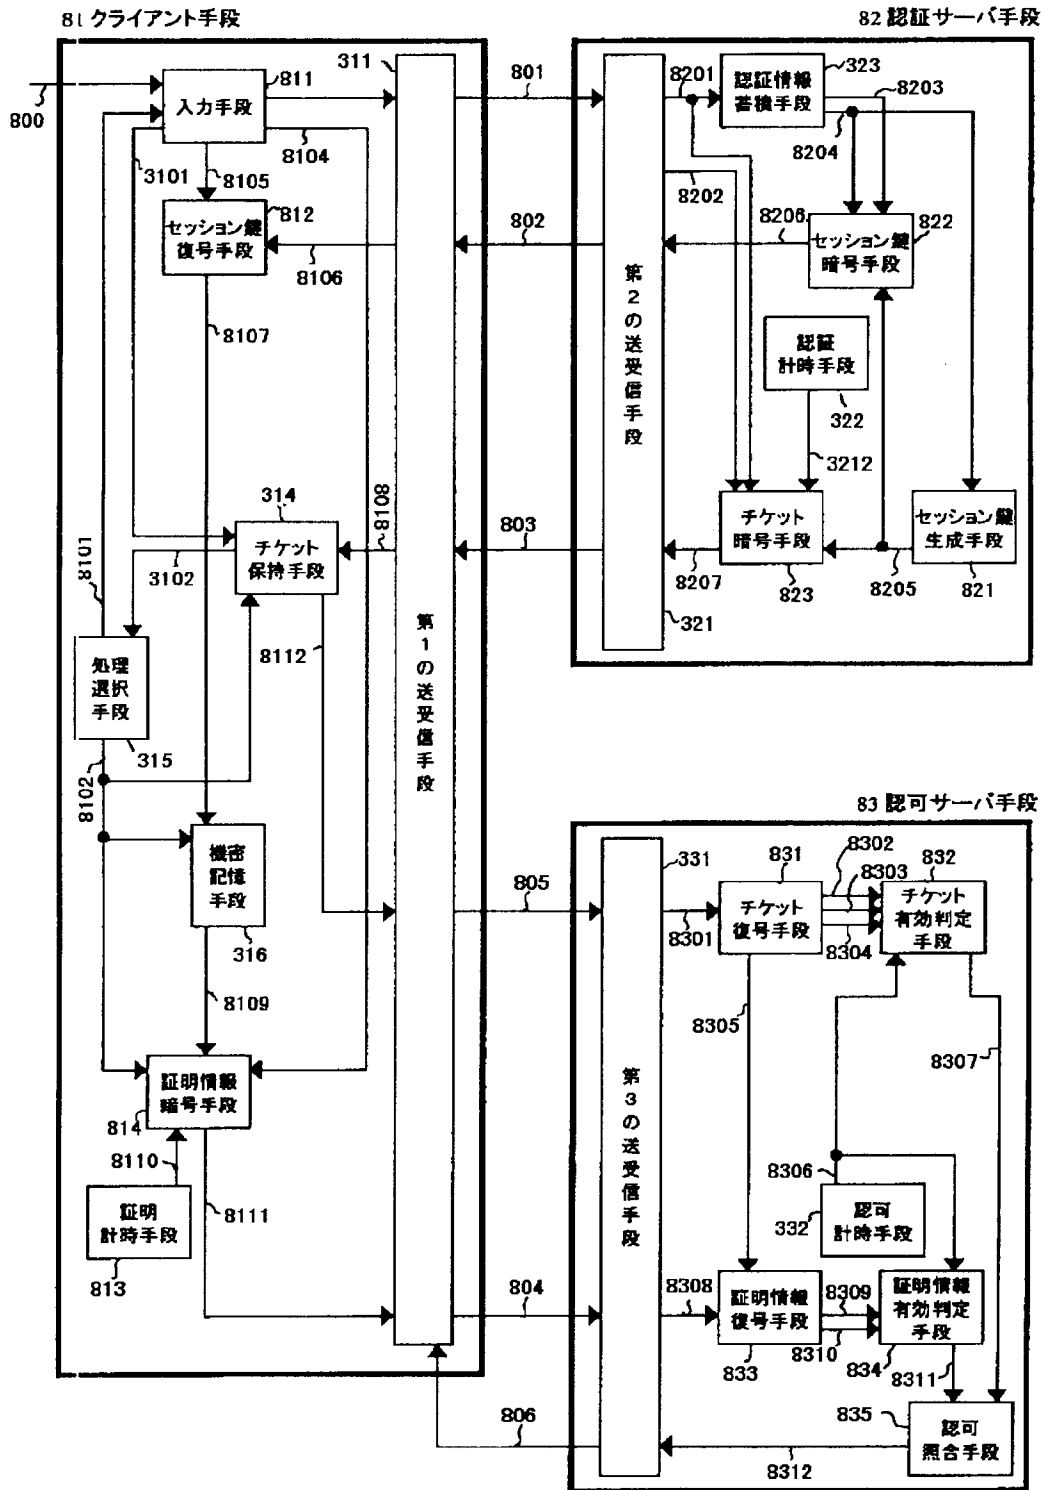 81 クライアント手段
800
811
入力手段
3101
8105
8104
812
セッション鍵
復号手段
8106
8107
311
第1の送受信手段
8101
3102
314
チケット
保持手段
8108
8112
処理
選択
手段
315
8102
機密
記憶
手段
316
8109
証明情報
暗号手段
814
8110
8111
証明
計時手段
813
801
802
803
805
804
806
82 認証サーバ手段
8201
323
認証情報
蓄積手段
8203
8204
8202
8206
822
セッション鍵
暗号手段
第2の送受信手段
認証
計時手段
322
3212
チケット
暗号手段
823
8207
8205
セッション鍵
生成手段
821
321
83 認可サーバ手段
331
831
8302
8303
832
8301
チケット
復号手段
8304
チケット
有効判定
手段
8305
8307
第3の送受信手段
8306
332
認可
計時手段
8308
証明情報
復号手段
833
8309
8310
証明情報
有効判定
手段
834
8311
835
認可
照合手段
8312